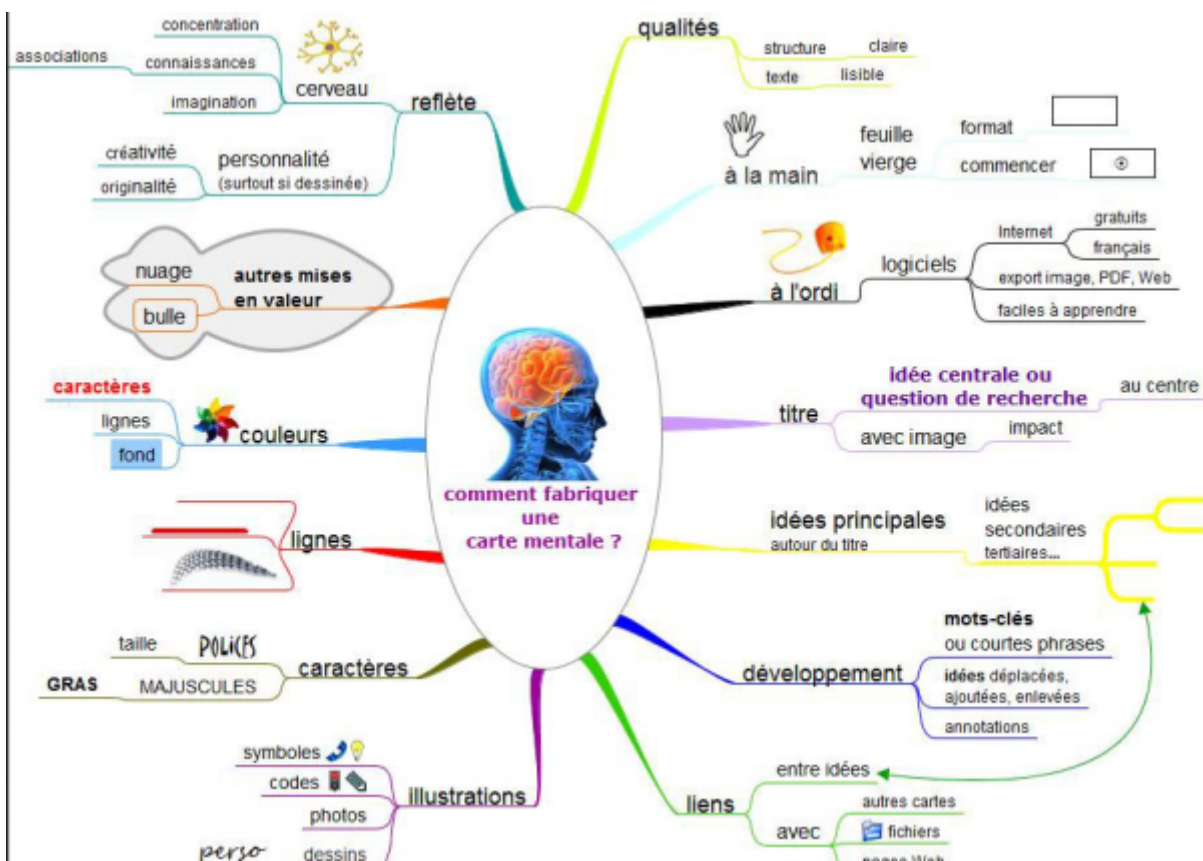 comment fabriquer
une
carte mentale ?
qualités
structure
claire
texte
lisible
à la main
feuille
vierge
format
commencer
à l'ordi
logiciels
Internet
gratuits
français
export image, PDF, Web
faciles à apprendre
titre
idée centrale ou
question de recherche
au centre
avec image
impact
idées principales
autour du titre
idées
secondaires
tertiaires...
développement
mots-clés
ou courtes phrases
idées déplacées,
ajoutées, enlevées
annotations
liens
entre idées
avec
autres cartes
fichiers
pages Web
illustrations
symboles
codes
photos
dessins
perso
caractères
POLICES
taille
MAJUSCULES
GRAS
lignes
couleurs
caractères
lignes
fond
autres mises
en valeur
nuage
bulle
reflète
cerveau
concentration
connaissances
associations
imagination
personnalité
(surtout si dessinée)
créativité
originalité